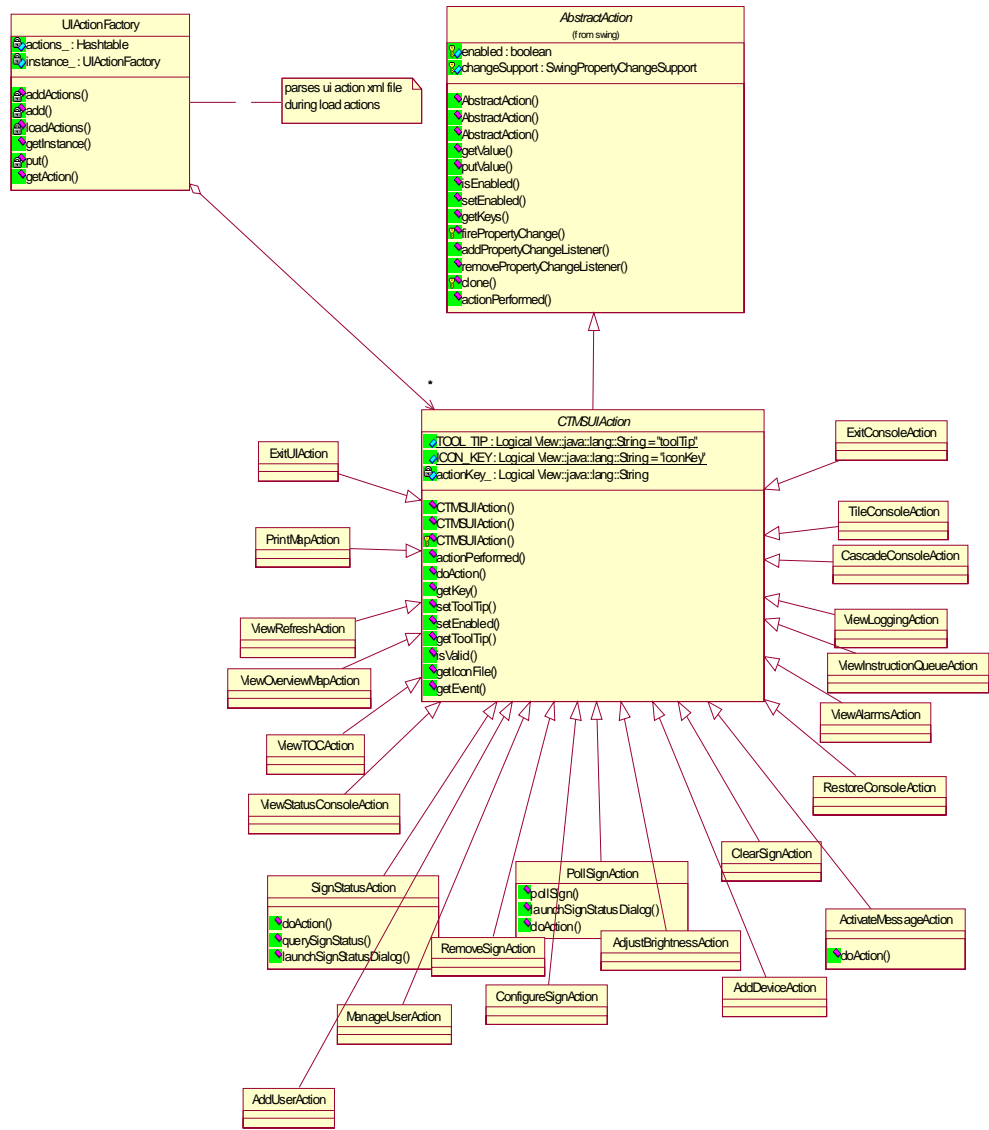 UIActionFactory
actions_ : Hashtable
instance_ : UIActionFactory
addActions()
add()
loadActions()
getInstance()
put()
getAction()
parses ui action xml file
during load actions
AbstractAction
(from swing)
enabled : boolean
changeSupport : SwingPropertyChangeSupport
AbstractAction()
AbstractAction()
AbstractAction()
getValue()
putValue()
isEnabled()
setEnabled()
getKeys()
firePropertyChange()
addPropertyChangeListener()
removePropertyChangeListener()
clone()
actionPerformed()
*
CTMSUIAction
TOOL_TIP : Logical View::java::lang::String = "toolTip"
ICON_KEY : Logical View::java::lang::String = "iconKey"
actionKey_ : Logical View::java::lang::String
CTMSUIAction()
CTMSUIAction()
CTMSUIAction()
actionPerformed()
doAction()
getKey()
setToolTip()
setEnabled()
getToolTip()
isValid()
getIconFile()
getEvent()
ExitUIAction
PrintMapAction
ViewRefreshAction
ViewOverviewMapAction
ViewTOCAction
ViewStatusConsoleAction
ExitConsoleAction
TileConsoleAction
CascadeConsoleAction
ViewLoggingAction
ViewInstructionQueueAction
ViewAlarmsAction
RestoreConsoleAction
ClearSignAction
SignStatusAction
doAction()
querySignStatus()
launchSignStatusDialog()
PollSignAction
pollSign()
launchSignStatusDialog()
doAction()
ActivateMessageAction
doAction()
RemoveSignAction
AdjustBrightnessAction
ConfigureSignAction
AddDeviceAction
ManageUserAction
AddUserAction